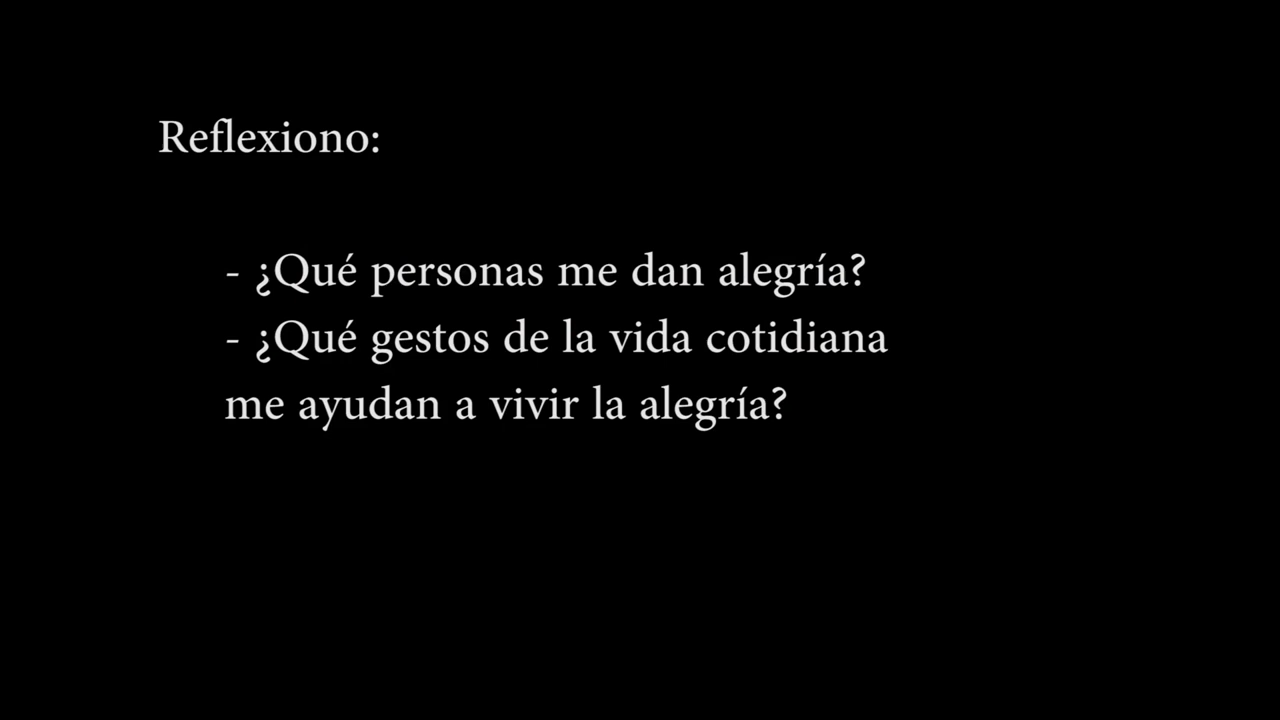 Reflexiono:
- ¿Qué personas me dan alegría?
- ¿Qué gestos de la vida cotidiana
me ayudan a vivir la alegría?